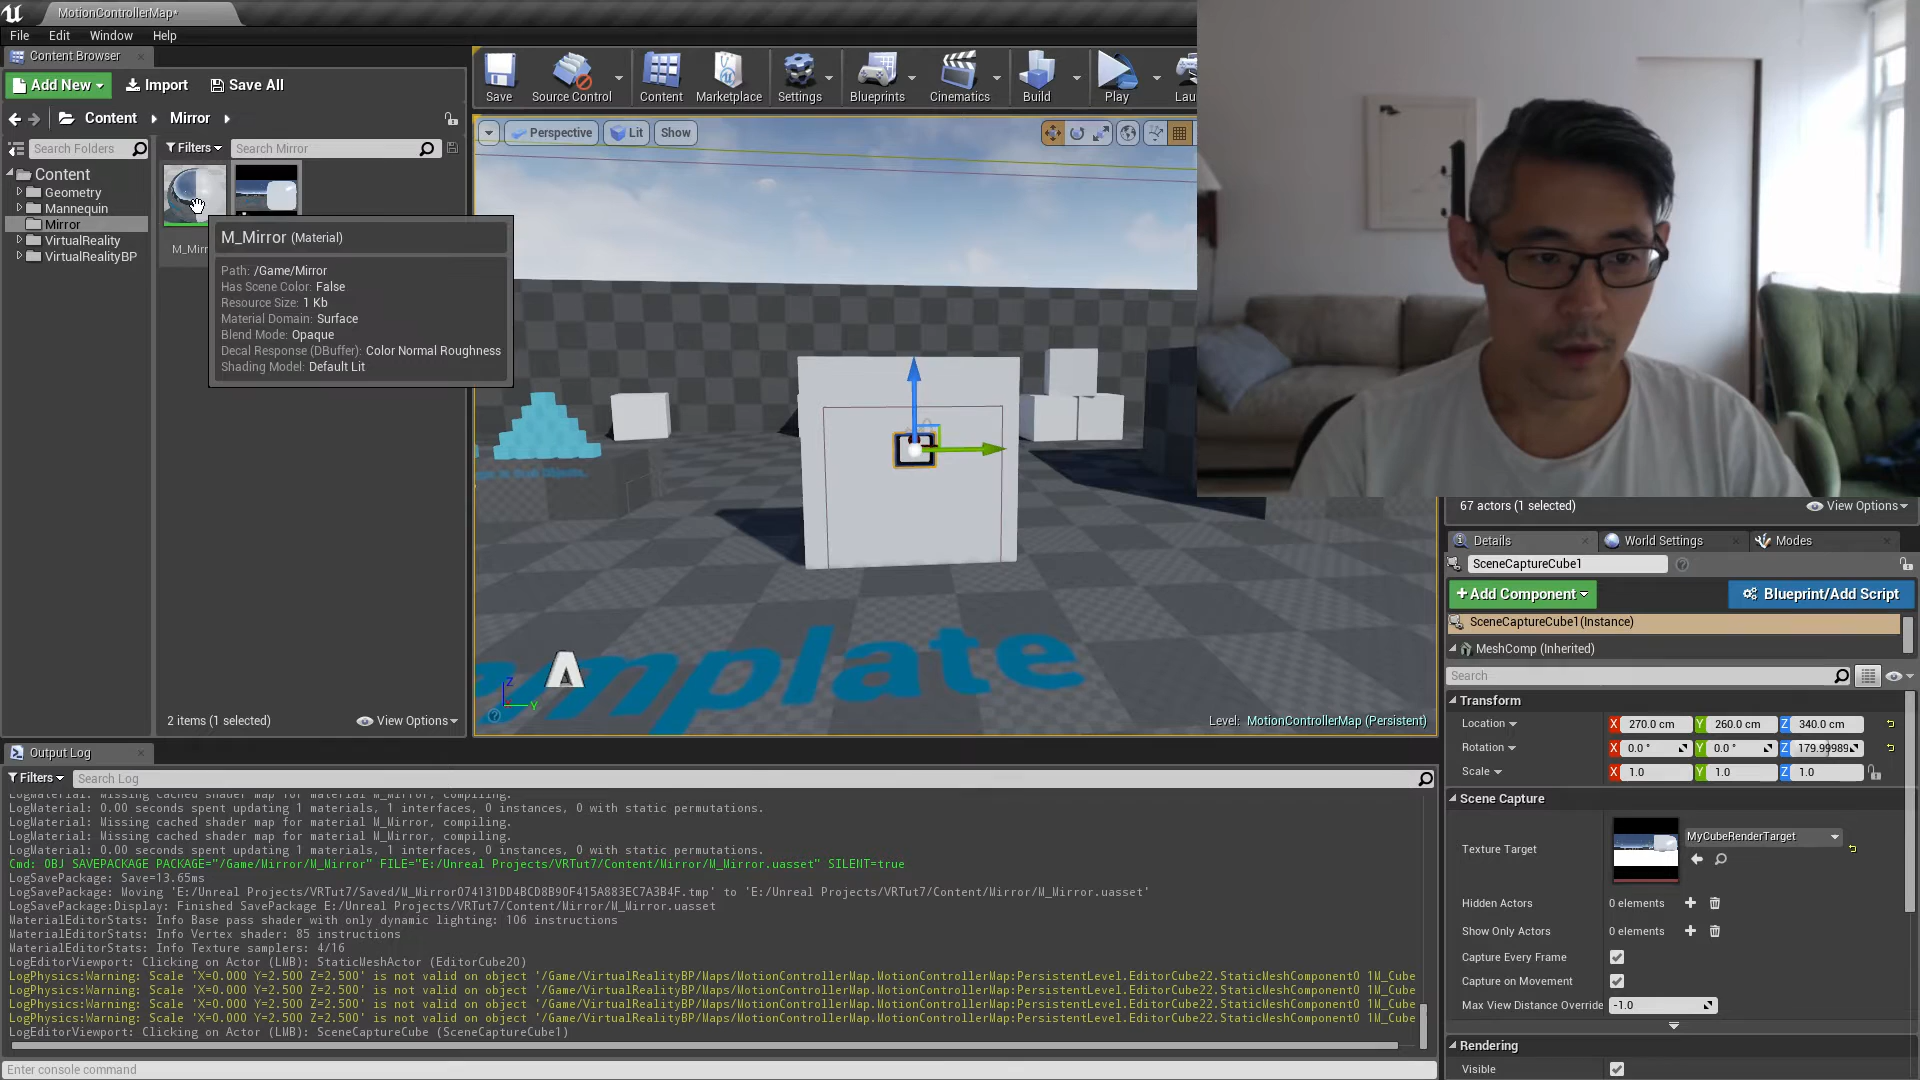 MotionControllerMap*
File Edit Window Help
Content Browser
Add New Import Save All
Content Mirror
Search Folders Filters Search Mirror
Content
Geometry
Mannequin
Mirror
VirtualReality
VirtualRealityBP
M_Mirr
M_Mirror (Material)
Path: /Game/Mirror
Has Scene Color: False
Resource Size: 1 Kb
Material Domain: Surface
Blend Mode: Opaque
Decal Response (DBuffer): Color Normal Roughness
Shading Model: Default Lit
2 items (1 selected) View Options
Save Source Control Content Marketplace Settings Blueprints Cinematics Build Play Lau
Perspective Lit Show
mplate
Z
Y
Level: MotionControllerMap (Persistent)
67 actors (1 selected) View Options
Details World Settings Modes
SceneCaptureCube1
+Add Component Blueprint/Add Script
SceneCaptureCube1(Instance)
MeshComp (Inherited)
Search
Transform
Location X 270.0 cm Y 260.0 cm Z 340.0 cm
Rotation X 0.0 ° Y 0.0 ° Z 179.99989
Scale X 1.0 Y 1.0 Z 1.0
Scene Capture
Texture Target MyCubeRenderTarget
Hidden Actors 0 elements
Show Only Actors 0 elements
Capture Every Frame
Capture on Movement
Max View Distance Override -1.0
Rendering
Visible
Output Log
Filters Search Log
LogMaterial: Missing cached shader map for material M_Mirror, compiling.
LogMaterial: 0.00 seconds spent updating 1 materials, 1 interfaces, 0 instances, 0 with static permutations.
LogMaterial: Missing cached shader map for material M_Mirror, compiling.
LogMaterial: Missing cached shader map for material M_Mirror, compiling.
LogMaterial: 0.00 seconds spent updating 1 materials, 1 interfaces, 0 instances, 0 with static permutations.
Cmd: OBJ SAVEPACKAGE PACKAGE="/Game/Mirror/M_Mirror" FILE="E:/Unreal Projects/VRTut7/Content/Mirror/M_Mirror.uasset" SILENT=true
LogSavePackage: Save=13.65ms
LogSavePackage: Moving 'E:/Unreal Projects/VRTut7/Saved/M_Mirror074131DD4BCD8B90F415A883EC7A3B4F.tmp' to 'E:/Unreal Projects/VRTut7/Content/Mirror/M_Mirror.uasset'
LogSavePackage:Display: Finished SavePackage E:/Unreal Projects/VRTut7/Content/Mirror/M_Mirror.uasset
MaterialEditorStats: Info Base pass shader with only dynamic lighting: 106 instructions
MaterialEditorStats: Info Vertex shader: 85 instructions
MaterialEditorStats: Info Texture samplers: 4/16
LogEditorViewport: Clicking on Actor (LMB): StaticMeshActor (EditorCube20)
LogPhysics:Warning: Scale 'X=0.000 Y=2.500 Z=2.500' is not valid on object '/Game/VirtualRealityBP/Maps/MotionControllerMap.MotionControllerMap:PersistentLevel.EditorCube22.StaticMeshComponent0 1M_Cube
LogPhysics:Warning: Scale 'X=0.000 Y=2.500 Z=2.500' is not valid on object '/Game/VirtualRealityBP/Maps/MotionControllerMap.MotionControllerMap:PersistentLevel.EditorCube22.StaticMeshComponent0 1M_Cube
LogPhysics:Warning: Scale 'X=0.000 Y=2.500 Z=2.500' is not valid on object '/Game/VirtualRealityBP/Maps/MotionControllerMap.MotionControllerMap:PersistentLevel.EditorCube22.StaticMeshComponent0 1M_Cube
LogPhysics:Warning: Scale 'X=0.000 Y=2.500 Z=2.500' is not valid on object '/Game/VirtualRealityBP/Maps/MotionControllerMap.MotionControllerMap:PersistentLevel.EditorCube22.StaticMeshComponent0 1M_Cube
LogEditorViewport: Clicking on Actor (LMB): SceneCaptureCube (SceneCaptureCube1)
Enter console command